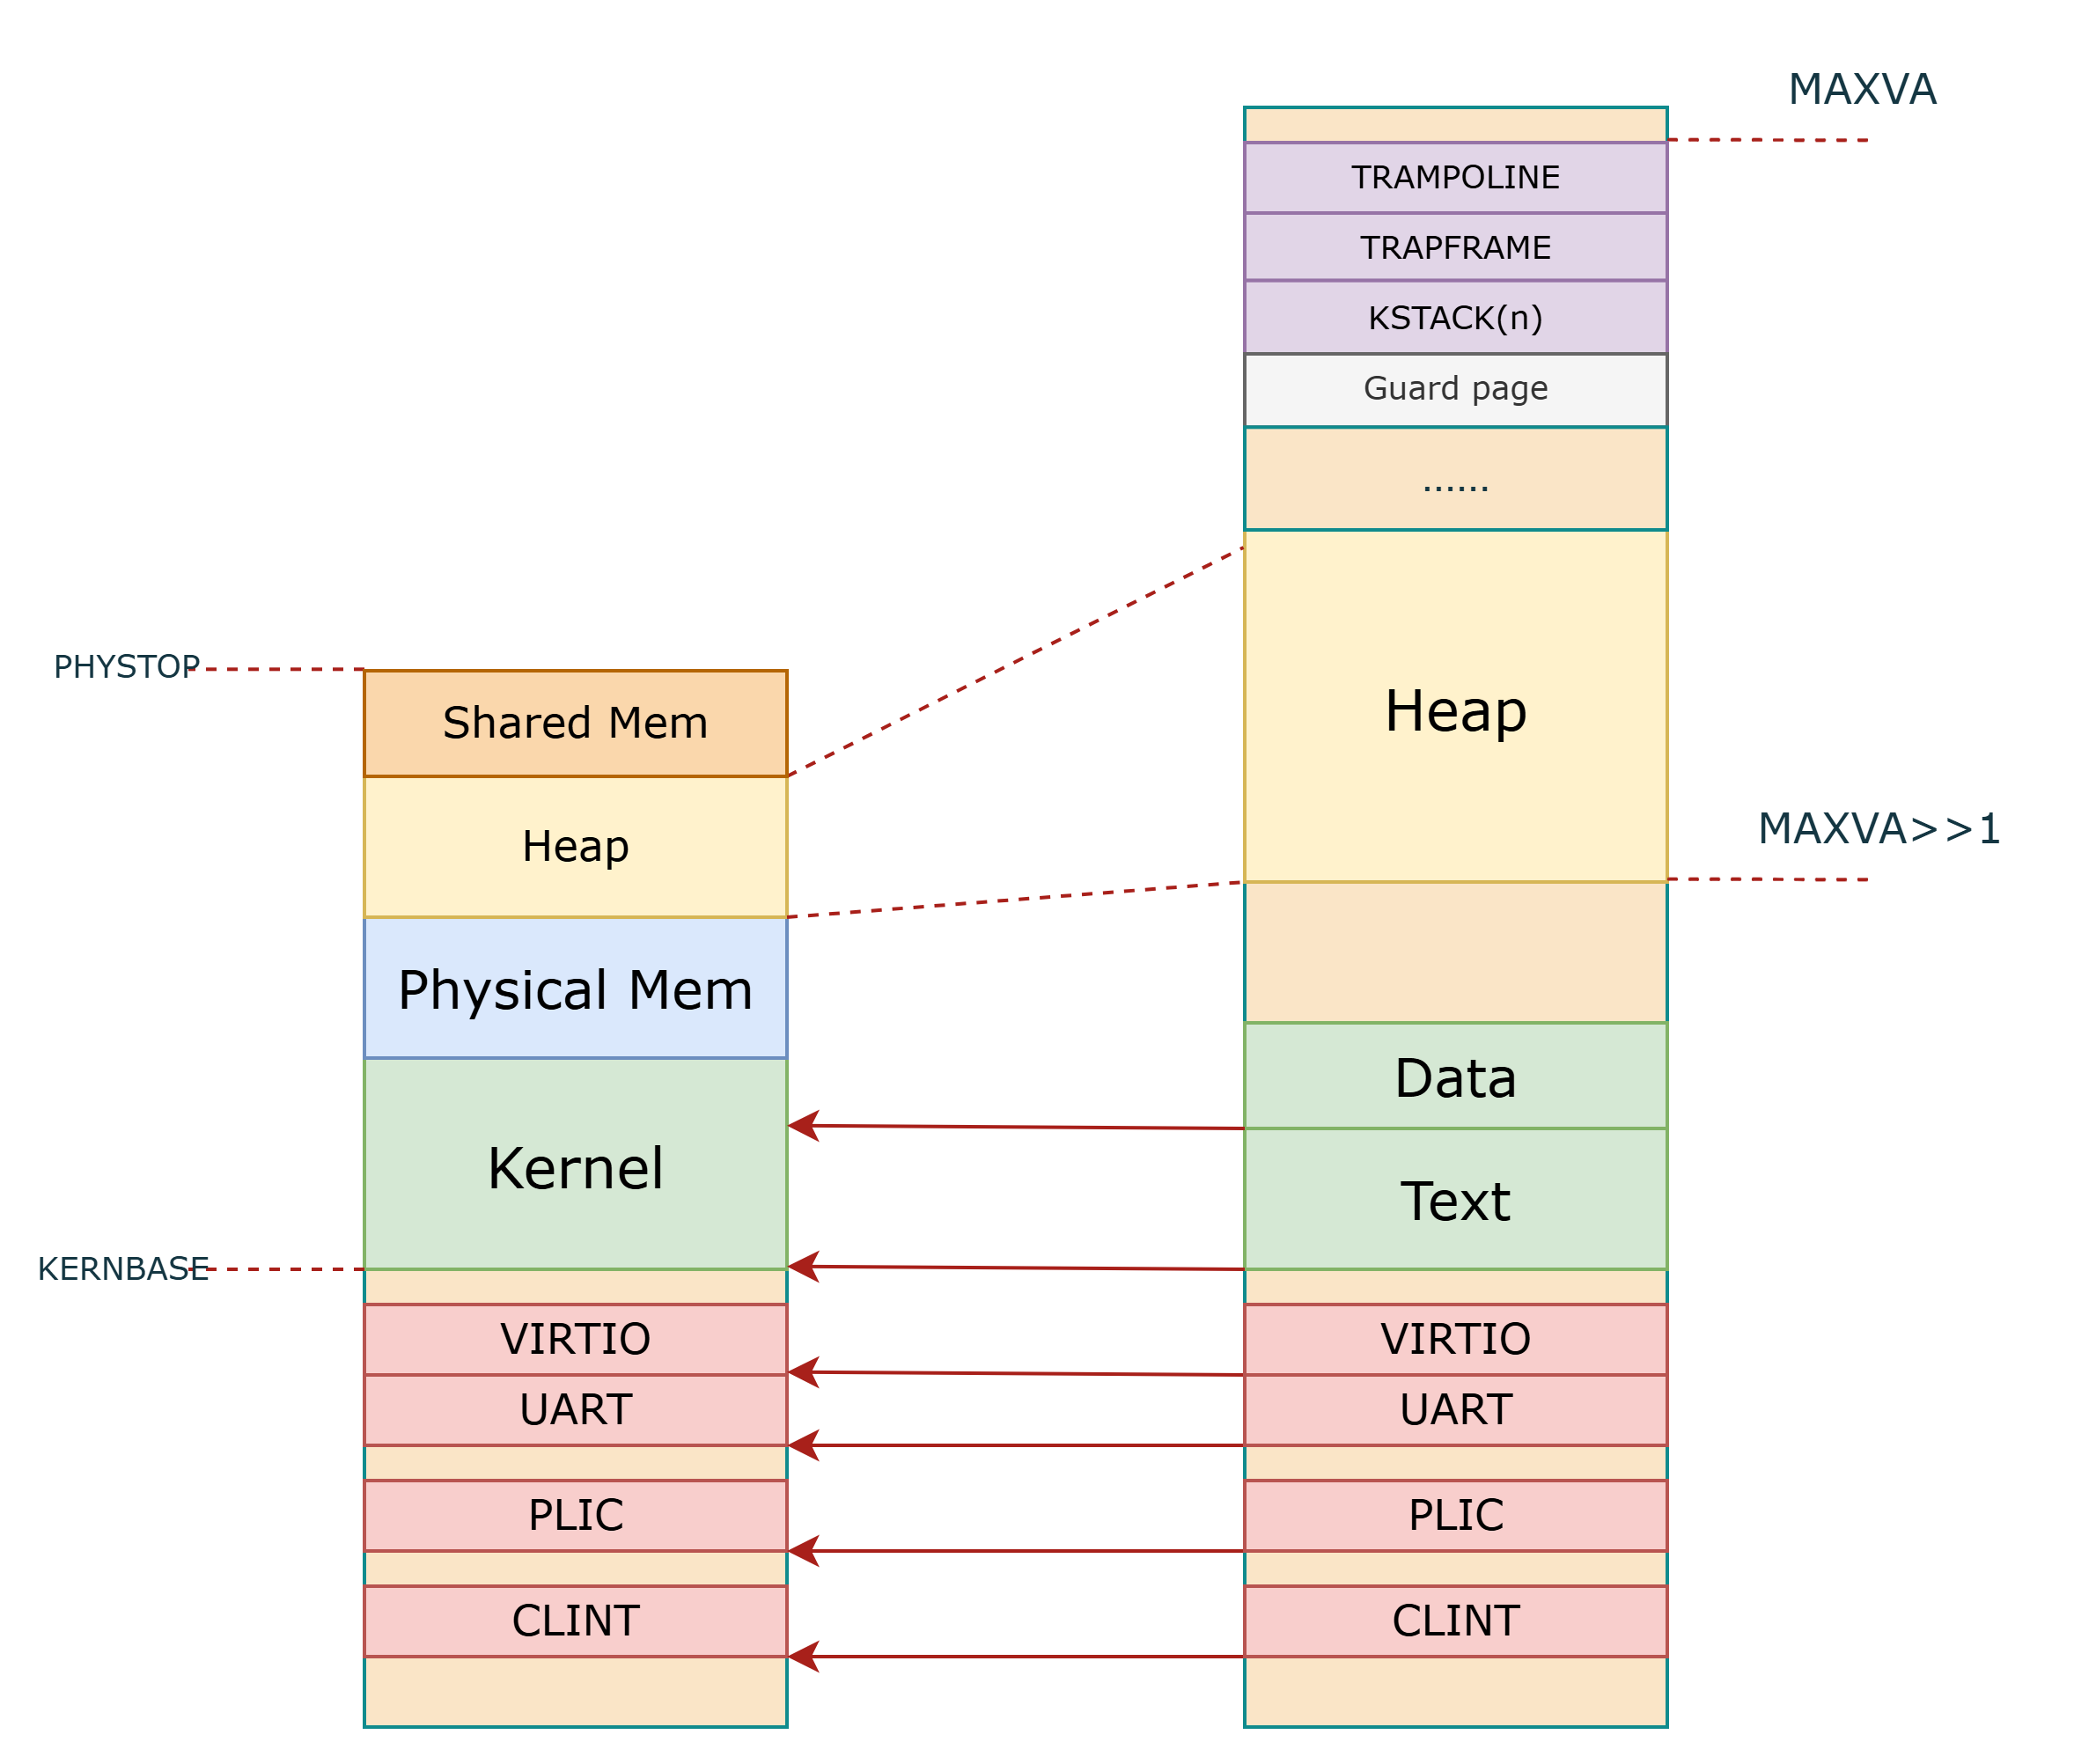 MAXVA
TRAMPOLINE
TRAPFRAME
KSTACK(n)
Guard page
......
PHYSTOP
Shared Mem
Heap
Heap
MAXVA>>1
Physical Mem
Data
Kernel
Text
KERNBASE
VIRTIO
VIRTIO
UART
UART
PLIC
PLIC
CLINT
CLINT